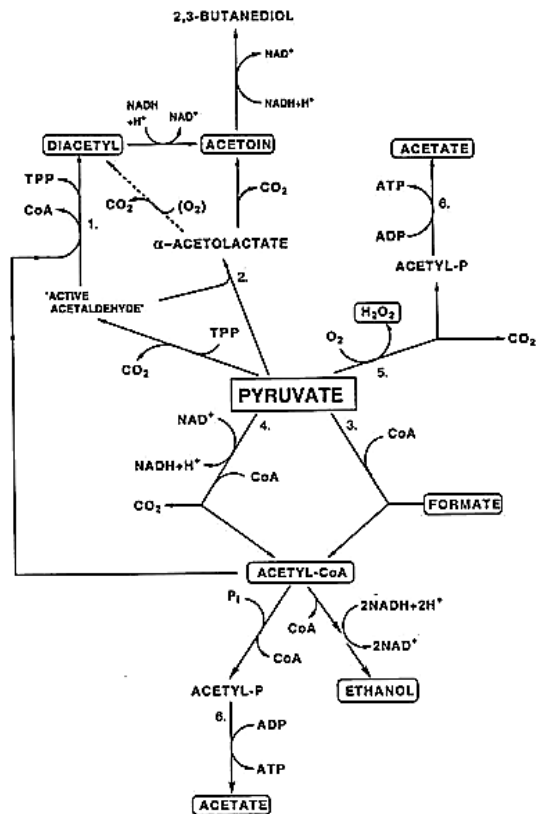 2,3-BUTANEDIOL
NAD⁺
NADH+H⁺
NADH
+H⁺
NAD⁺
DIACETYL
ACETOIN
ACETATE
TPP
CoA
1.
CO₂
(O₂)
CO₂
ATP
ADP
6.
α-ACETOLACTATE
ACETYL-P
"ACTIVE
ACETALDEHYDE"
2.
TPP
CO₂
O₂
H₂O₂
5.
CO₂
PYRUVATE
NAD⁺
4.
3.
CoA
NADH+H⁺
CoA
CO₂
FORMATE
ACETYL-CoA
Pᵢ
CoA
CoA
2NADH+2H⁺
2NAD⁺
ACETYL-P
ETHANOL
6.
ADP
ATP
ACETATE